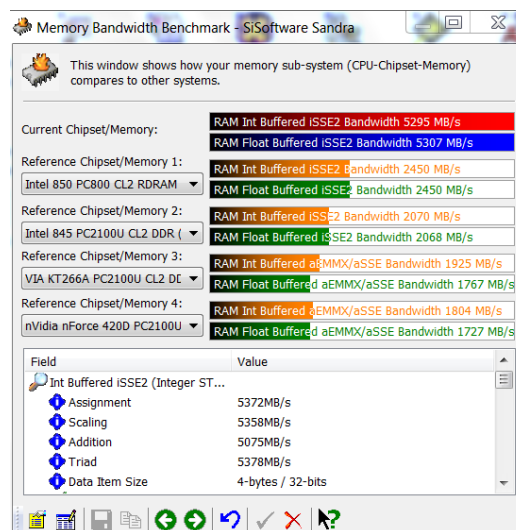 Memory Bandwidth Benchmark - SiSoftware Sandra
This window shows how your memory sub-system (CPU-Chipset-Memory)
compares to other systems.
Current Chipset/Memory:
RAM Int Buffered iSSE2 Bandwidth 5295 MB/s
RAM Float Buffered iSSE2 Bandwidth 5307 MB/s
Reference Chipset/Memory 1:
Intel 850 PC800 CL2 RDRAM
RAM Int Buffered iSSE2 Bandwidth 2450 MB/s
RAM Float Buffered iSSE2 Bandwidth 2450 MB/s
Reference Chipset/Memory 2:
Intel 845 PC2100U CL2 DDR (
RAM Int Buffered iSSE2 Bandwidth 2070 MB/s
RAM Float Buffered iSSE2 Bandwidth 2068 MB/s
Reference Chipset/Memory 3:
VIA KT266A PC2100U CL2 DE
RAM Int Buffered aEMMX/aSSE Bandwidth 1925 MB/s
RAM Float Buffered aEMMX/aSSE Bandwidth 1767 MB/s
Reference Chipset/Memory 4:
nVidia nForce 420D PC2100U
RAM Int Buffered aEMMX/aSSE Bandwidth 1804 MB/s
RAM Float Buffered aEMMX/aSSE Bandwidth 1727 MB/s
Field Value
Int Buffered iSSE2 (Integer ST...
Assignment 5372MB/s
Scaling 5358MB/s
Addition 5075MB/s
Triad 5378MB/s
Data Item Size 4-bytes / 32-bits